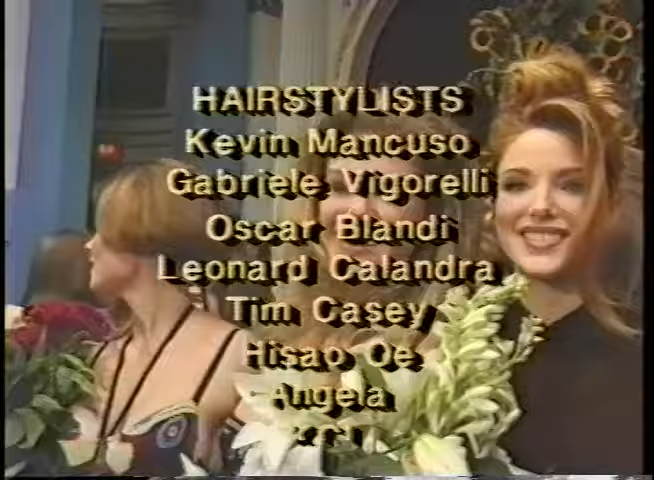 HAIRSTYLISTS
Kevin Mancuso
Gabriele Vigorelli
Oscar Blandi
Leonard Calandra
Tim Casey
Hisao Oe
Angela